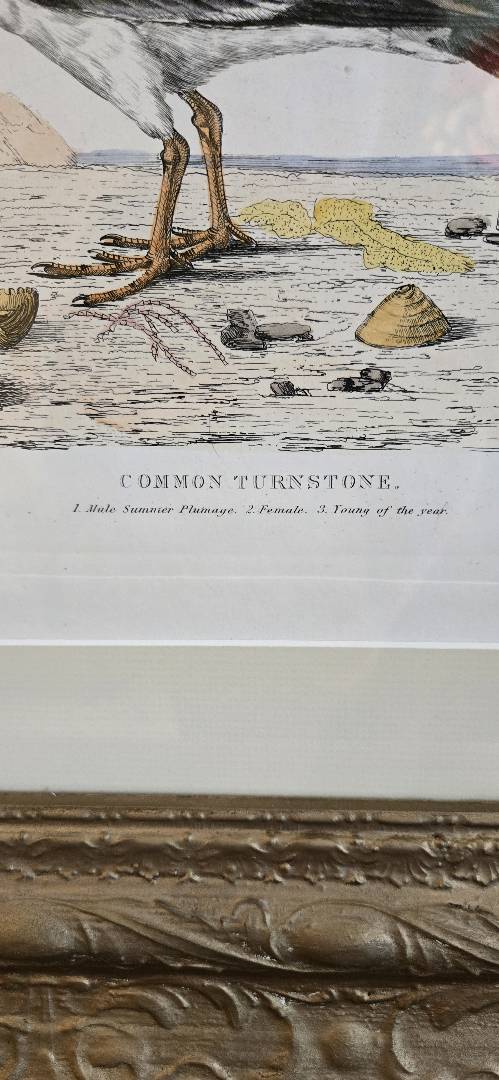 COMMON TURNSTONE.
1. Male Summer Plumage. 2. Female. 3. Young of the year.